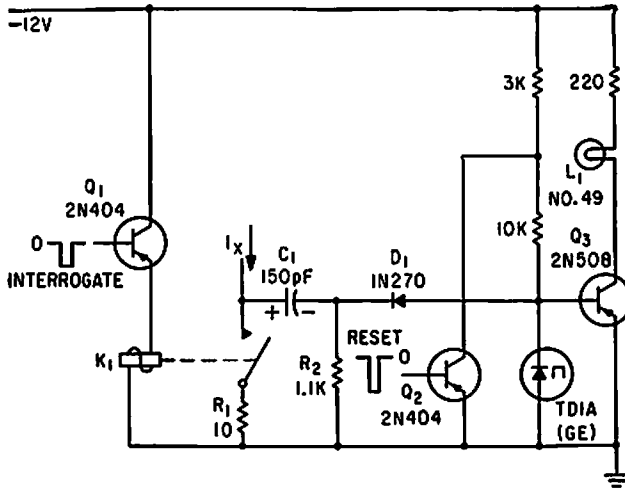 -12V
3K
220
L1
NO. 49
Q1
2N404
0
INTERROGATE
IX
C1
150pF
+
-
D1
1N270
10K
Q3
2N508
K1
RESET
0
R2
1.1K
Q2
2N404
R1
10
TDIA
(GE)